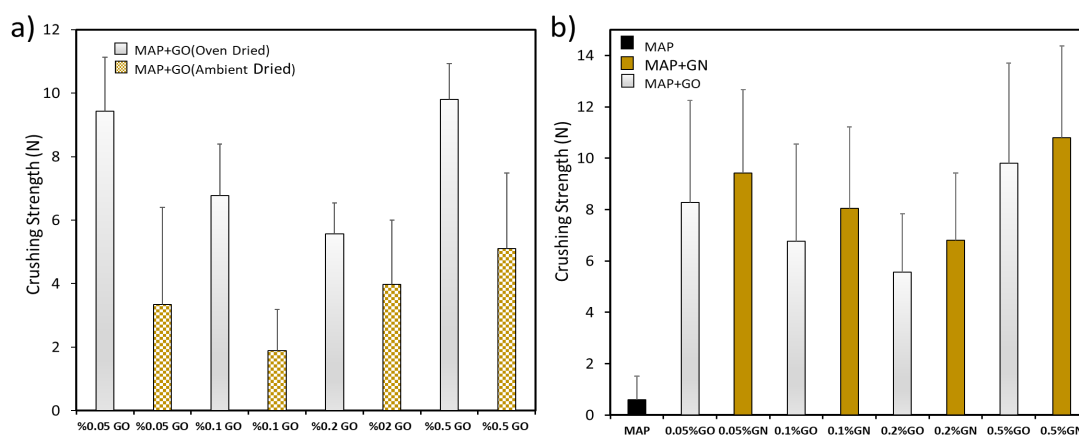 a)
12
10
8
6
4
2
0
Crushing Strength (N)
MAP+GO(Oven Dried)
MAP+GO(Ambient Dried)
%0.05 GO %0.05 GO %0.1 GO %0.1 GO %0.2 GO %02 GO %0.5 GO %0.5 GO
b)
14
12
10
8
6
4
2
0
Crushing Strength (N)
MAP
MAP+GN
MAP+GO
MAP 0.05%GO 0.05%GN 0.1%GO 0.1%GN 0.2%GO 0.2%GN 0.5%GO 0.5%GN